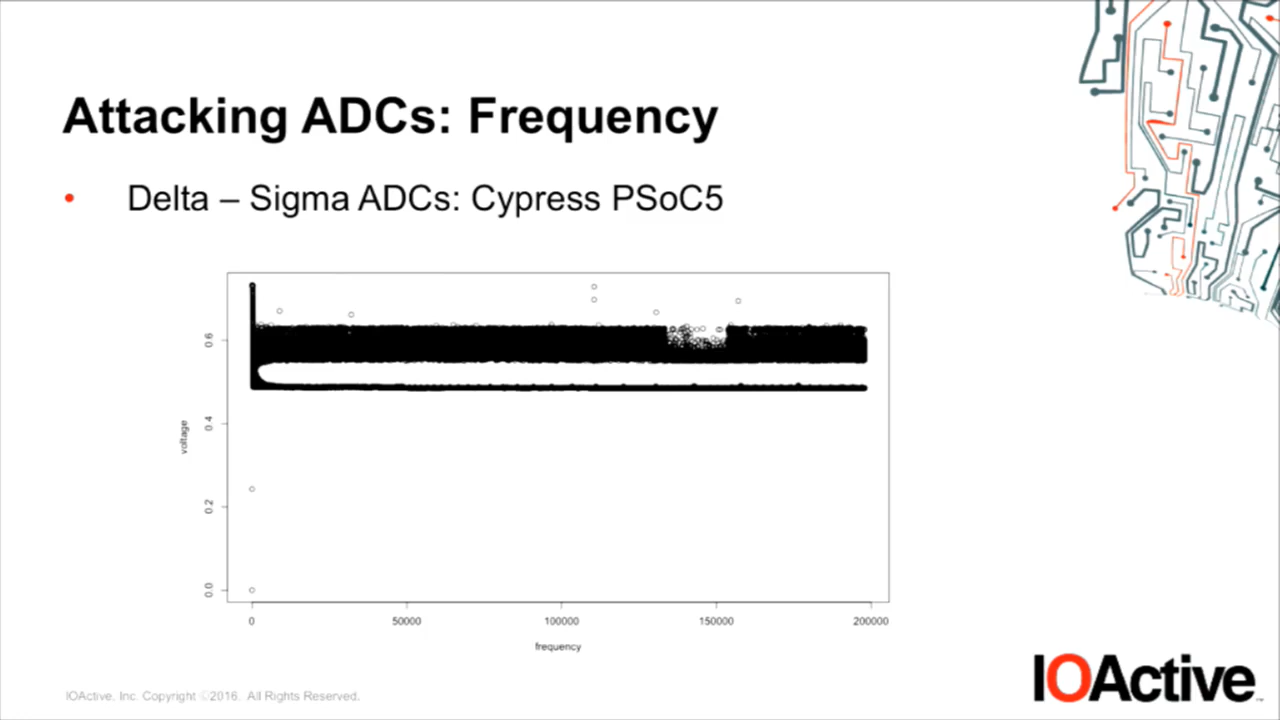 Attacking ADCs: Frequency
• Delta – Sigma ADCs: Cypress PSoC5
0.6
0.4
voltage
0.2
0.0
0 50000 100000 150000 200000
frequency
IOActive, Inc. Copyright ©2016. All Rights Reserved.
IOActive